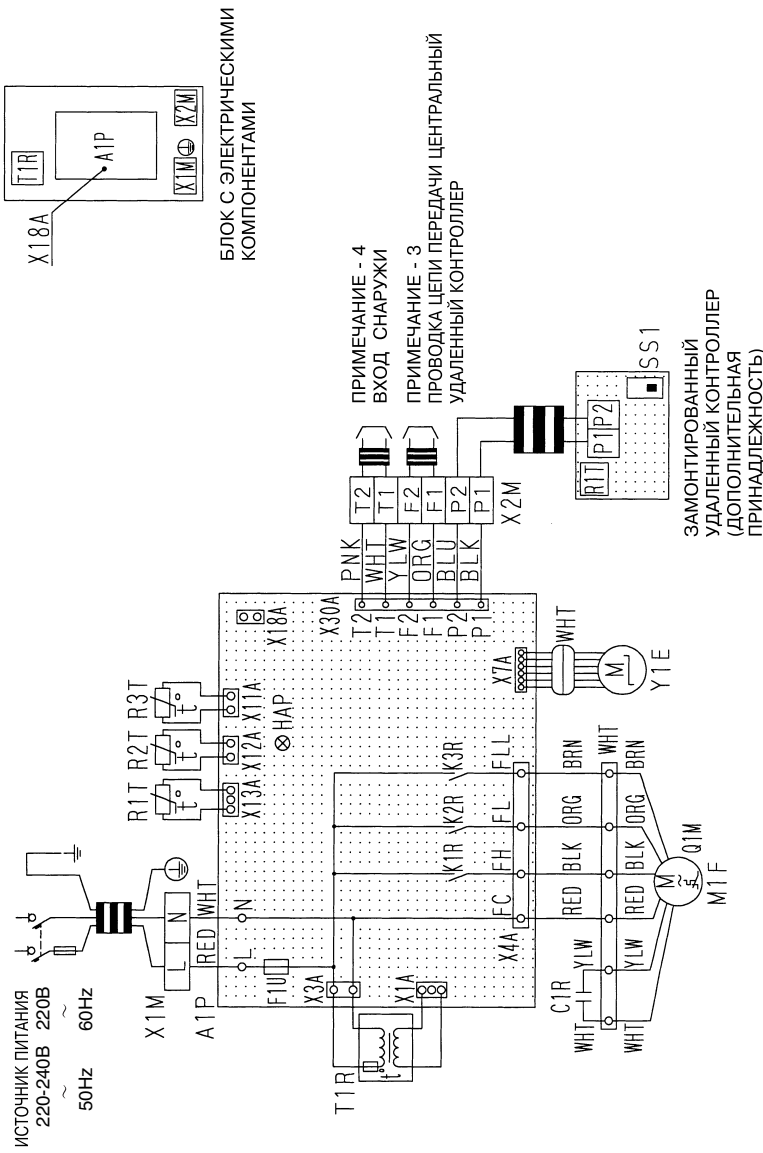 ИСТОЧНИК ПИТАНИЯ
220-240В 220В
~ ~
50Hz 60Hz
X1M
L N
A1P
RED WHT
L N
F1U
X3A
X1A
T1R
t°
R1T R2T R3T
t° t° t°
X13A X12A X11A
HAP
X18A
X30A
T2 PNK T2
T1 WHT T1
F2 YLW F2
F1 ORG F1
P2 BLU P2
P1 BLK P1
X2M
ПРИМЕЧАНИЕ - 4
ВХОД СНАРУЖИ
ПРИМЕЧАНИЕ - 3
ПРОВОДКА ЦЕПИ ПЕРЕДАЧИ ЦЕНТРАЛЬНЫЙ
УДАЛЕННЫЙ КОНТРОЛЛЕР
K1R K2R K3R
FC FH FL FLL
X4A
X7A
WHT
M
Y1E
C1R
WHT YLW RED BLK ORG BRN
WHT
WHT YLW RED BLK ORG BRN
M
~
Q1M
M1F
R1T
P1 P2
SS1
ЗАМОНТИРОВАННЫЙ
УДАЛЕННЫЙ КОНТРОЛЛЕР
(ДОПОЛНИТЕЛЬНАЯ
ПРИНАДЛЕЖНОСТЬ)
T1R
A1P
X18A
X1M X2M
БЛОК С ЭЛЕКТРИЧЕСКИМИ
КОМПОНЕНТАМИ